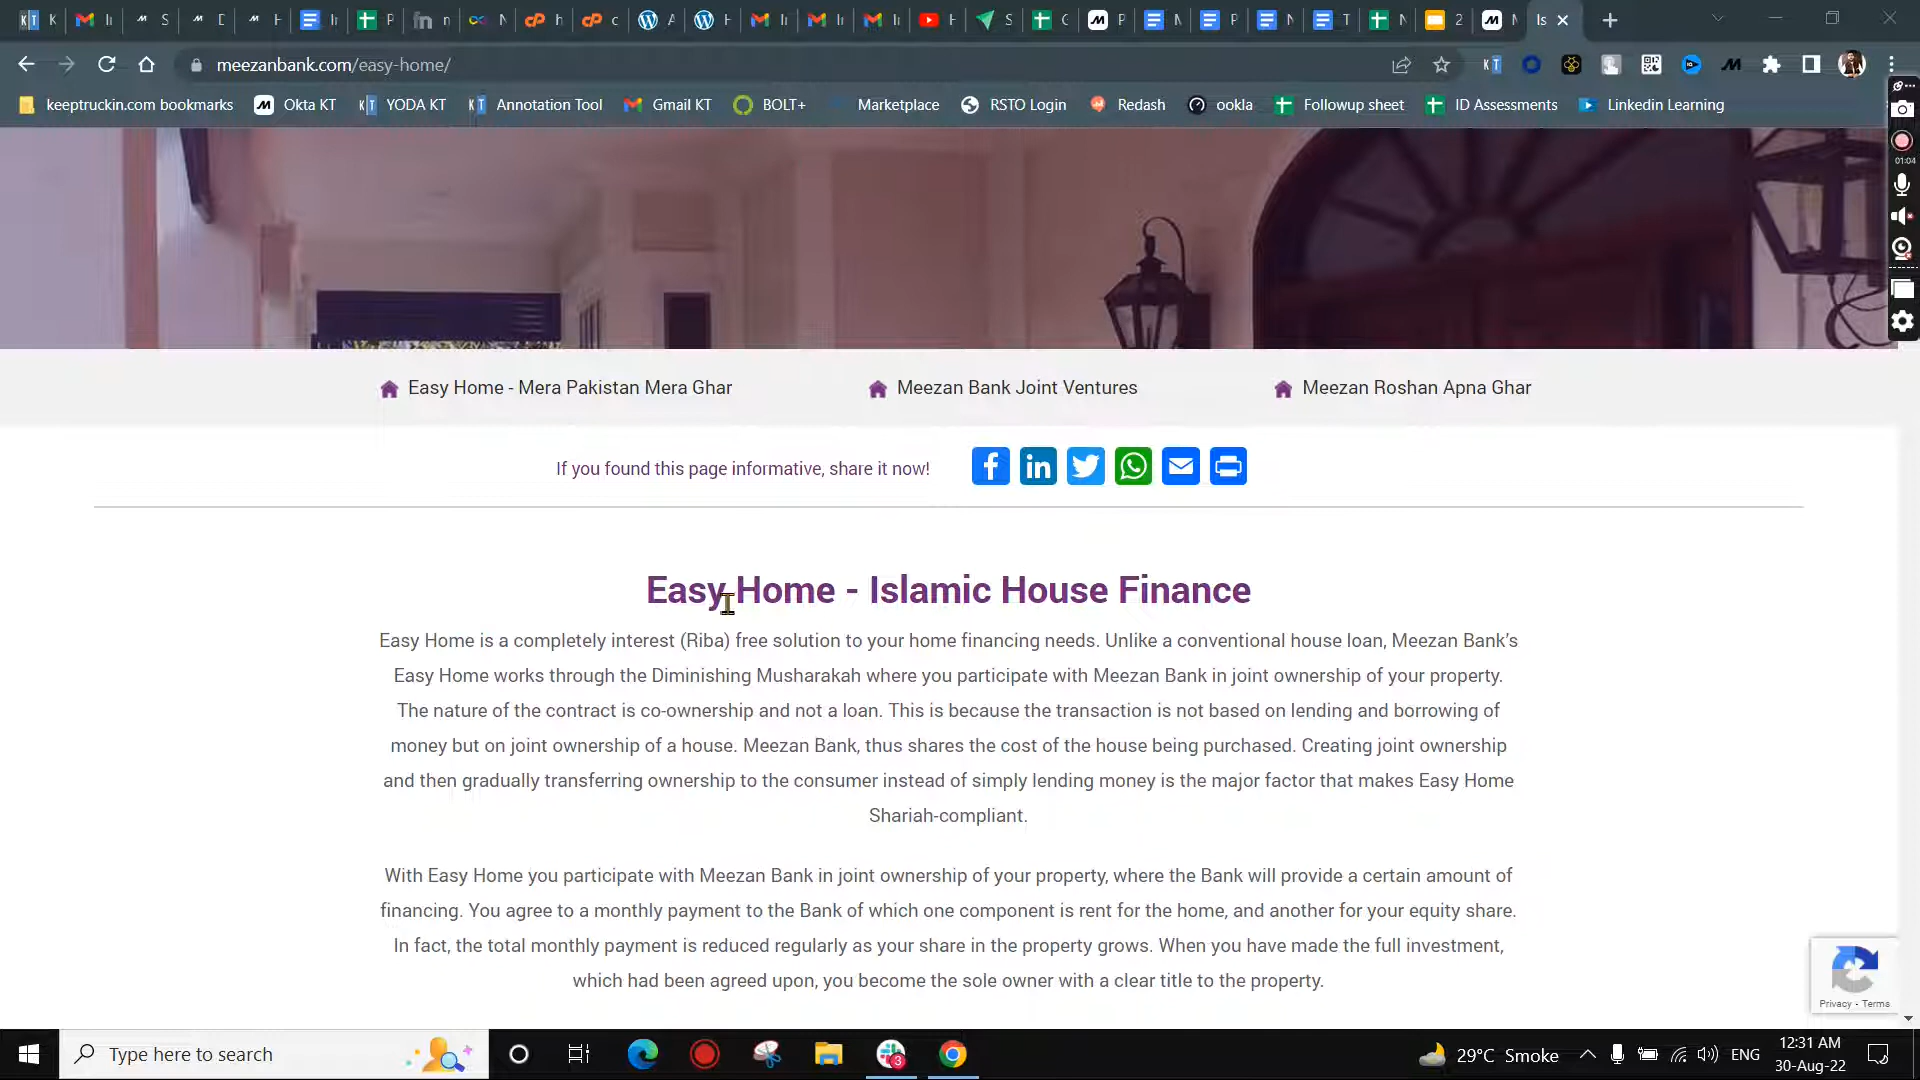 meezanbank.com/easy-home/
keeptruckin.com bookmarks
Okta KT
YODA KT
Annotation Tool
Gmail KT
BOLT+
Marketplace
RSTO Login
Redash
ookla
Followup sheet
ID Assessments
Linkedin Learning
01:04
Easy Home - Mera Pakistan Mera Ghar
Meezan Bank Joint Ventures
Meezan Roshan Apna Ghar
If you found this page informative, share it now!
Easy Home - Islamic House Finance
Easy Home is a completely interest (Riba) free solution to your home financing needs. Unlike a conventional house loan, Meezan Bank’s
Easy Home works through the Diminishing Musharakah where you participate with Meezan Bank in joint ownership of your property.
The nature of the contract is co-ownership and not a loan. This is because the transaction is not based on lending and borrowing of
money but on joint ownership of a house. Meezan Bank, thus shares the cost of the house being purchased. Creating joint ownership
and then gradually transferring ownership to the consumer instead of simply lending money is the major factor that makes Easy Home
Shariah-compliant.
With Easy Home you participate with Meezan Bank in joint ownership of your property, where the Bank will provide a certain amount of
financing. You agree to a monthly payment to the Bank of which one component is rent for the home, and another for your equity share.
In fact, the total monthly payment is reduced regularly as your share in the property grows. When you have made the full investment,
which had been agreed upon, you become the sole owner with a clear title to the property.
Privacy - Terms
Type here to search
3
29°C Smoke
ENG
12:31 AM
30-Aug-22